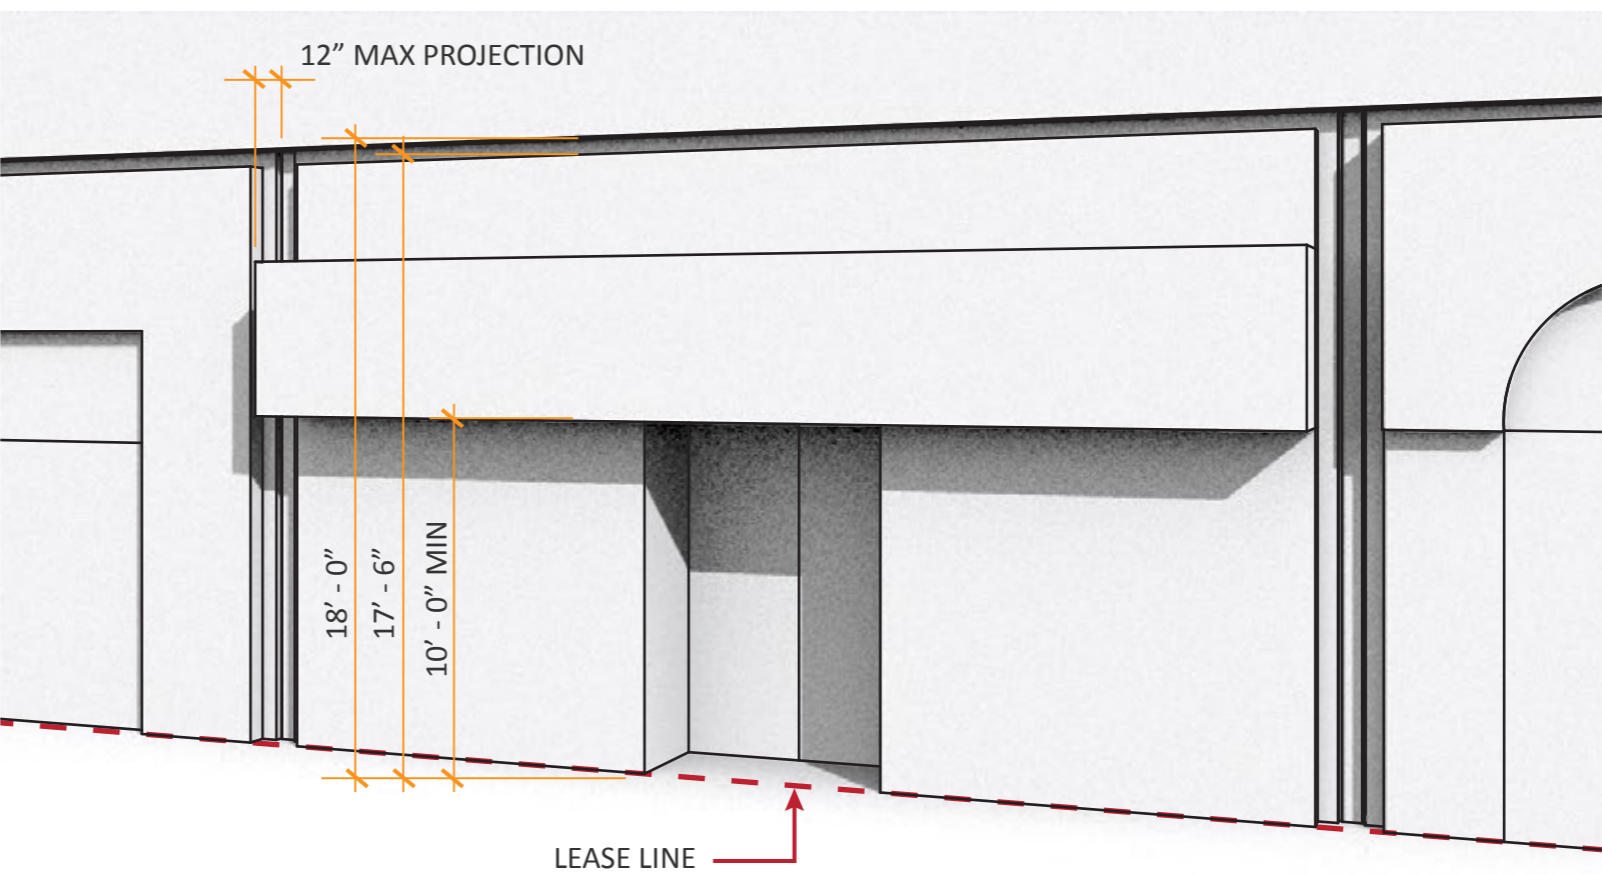 12” MAX PROJECTION
18’ - 0”
17’ - 6”
10’ - 0” MIN
LEASE LINE